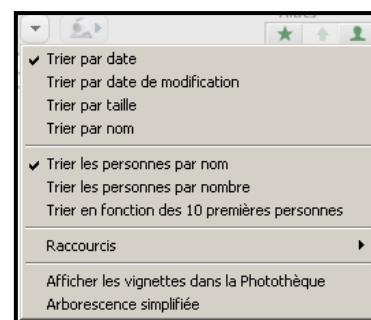 Filtres
Trier par date
Trier par date de modification
Trier par taille
Trier par nom
Trier les personnes par nom
Trier les personnes par nombre
Trier en fonction des 10 premières personnes
Raccourcis
Afficher les vignettes dans la Photothèque
Arborescence simplifiée